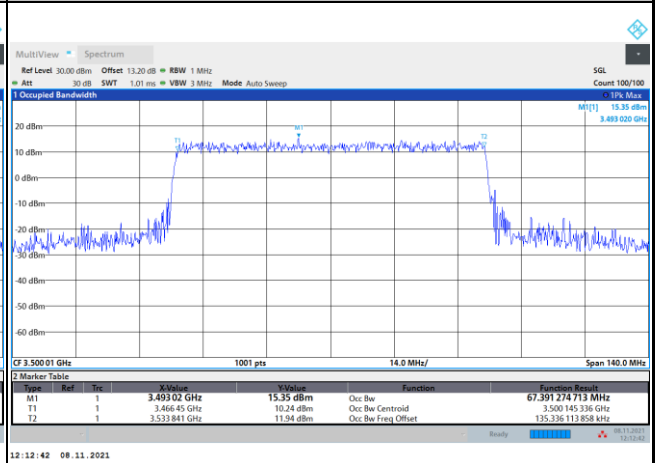 MultiView Spectrum
Ref Level 30.00 dBm Offset 13.20 dB RBW 1 MHz SGL
Att 30 dB SWT 1.01 ms VBW 3 MHz Mode Auto Sweep Count 100/100
1 Occupied Bandwidth 1Pk Max
M1[1] 15.35 dBm
3.493 020 GHz
20 dBm
M1
T1
T2
10 dBm
0 dBm
-10 dBm
-20 dBm
-30 dBm
-40 dBm
-50 dBm
-60 dBm
CF 3.500 01 GHz 1001 pts 14.0 MHz/ Span 140.0 MHz
2 Marker Table
Type Ref Trc X-Value Y-Value Function Function Result
M1 1 3.493 02 GHz 15.35 dBm Occ Bw 67.391 274 713 MHz
T1 1 3.466 45 GHz 10.24 dBm Occ Bw Centroid 3.500 145 336 GHz
T2 1 3.533 841 GHz 11.94 dBm Occ Bw Freq Offset 135.336 113 858 kHz
Ready 08.11.2021
12:12:42
12:12:42 08.11.2021